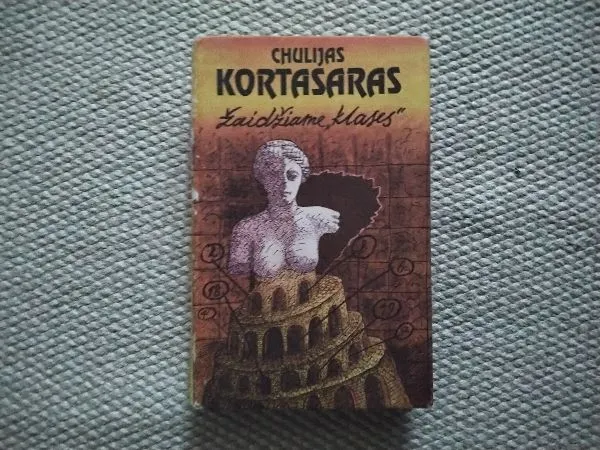 CHULIJAS
KORTASARAS
Žaidžiame „klases“